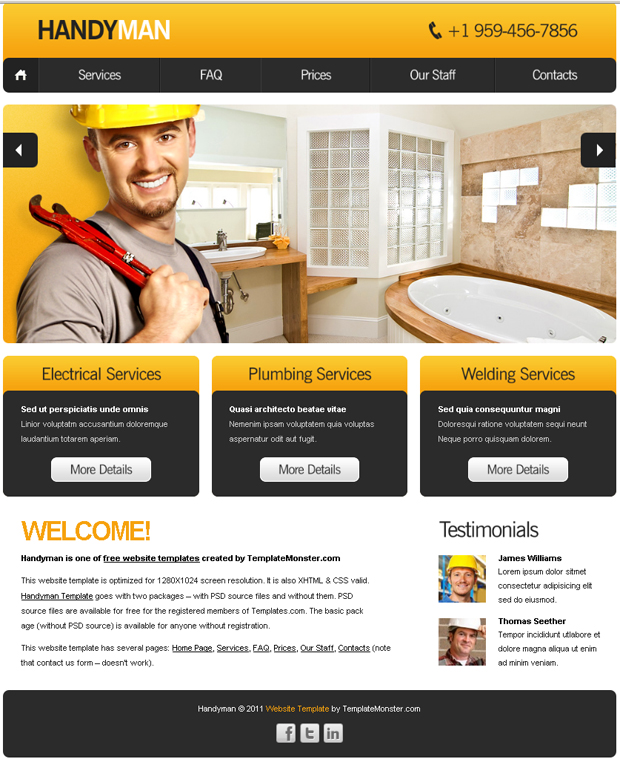 HANDYMAN
+1 959-456-7856
Services FAQ Prices Our Staff Contacts
Electrical Services
Sed ut perspiciatis unde omnis
Linior voluptatm accusantium doloremque
laudantium totarem aperiam.
More Details
Plumbing Services
Quasi architecto beatae vitae
Nemenim ipsam voluptatem quia voluptas
aspernatur odit aut fugit.
More Details
Welding Services
Sed quia consequuntur magni
Doloresqui ratione voluptatem sequi neunt
Neque porro quisquam dolorem.
More Details
WELCOME!
Handyman is one of free website templates created by TemplateMonster.com
This website template is optimized for 1280X1024 screen resolution. It is also XHTML & CSS valid.
Handyman Template goes with two packages – with PSD source files and without them. PSD
source files are available for free for the registered members of Templates.com. The basic pack
age (without PSD source) is available for anyone without registration.
This website template has several pages: Home Page, Services, FAQ, Prices, Our Staff, Contacts (note
that contact us form – doesn't work).
Testimonials
James Williams
Lorem ipsum dolor sitmet
consectetur adipisicing elit
sed do eiusmod.
Thomas Seether
Tempor incididunt utlabore et
dolore magna aliqua ut enim
ad minim veniam.
Handyman © 2011 Website Template by TemplateMonster.com
f t in